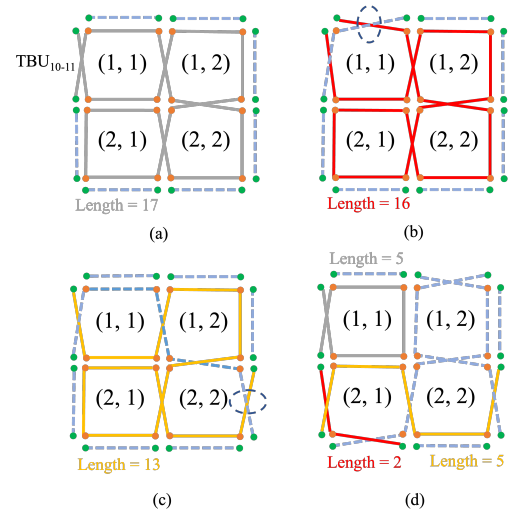 (1, 1) (1, 2)
TBU10-11
(2, 1) (2, 2)
Length = 17
(a)
(1, 1) (1, 2)
(2, 1) (2, 2)
Length = 16
(b)
(1, 1) (1, 2)
(2, 1) (2, 2)
Length = 13
(c)
Length = 5
(1, 1) (1, 2)
(2, 1) (2, 2)
Length = 2 Length = 5
(d)